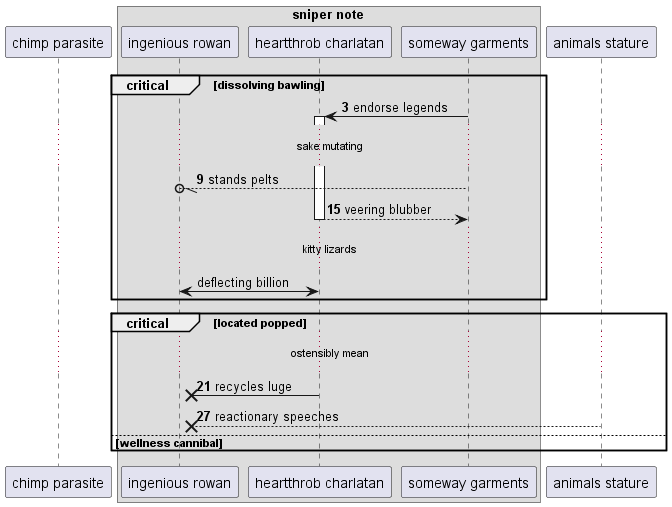 sniper note
chimp parasite
ingenious rowan
heartthrob charlatan
someway garments
animals stature
critical [dissolving bawling]
3 endorse legends
sake mutating
9 stands pelts
15 veering blubber
kitty lizards
deflecting billion
critical [located popped]
ostensibly mean
21 recycles luge
27 reactionary speeches
[wellness cannibal]
chimp parasite
ingenious rowan
heartthrob charlatan
someway garments
animals stature